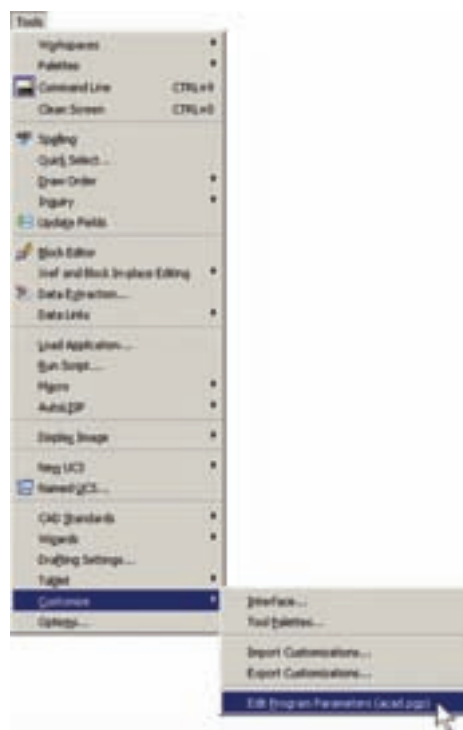 Tools
Workspaces
Palettes
Command Line CTRL+9
Clean Screen CTRL+0
Spelling
Quick Select...
Draw Order
Inquiry
Update Fields
Block Editor
Xref and Block In-place Editing
Data Extraction...
Data Links
Load Application...
Run Script...
Macro
AutoLISP
Display Image
New UCS
Named UCS...
CAD Standards
Wizards
Drafting Settings...
Tablet
Customize
Options...
Interface...
Tool Palettes...
Import Customizations...
Export Customizations...
Edit Program Parameters (acad.pgp)